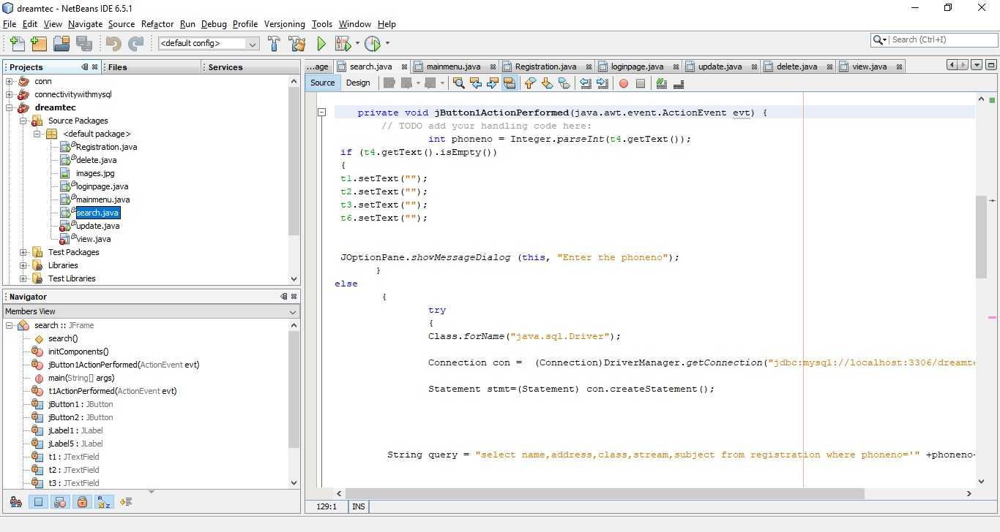 dreamtec - NetBeans IDE 6.5.1
File Edit View Navigate Source Refactor Run Debug Profile Versioning Tools Window Help
<default config>
Search (Ctrl+I)
Projects
Files
Services
conn
connectivitywithmysql
dreamtec
Source Packages
<default package>
Registration.java
delete.java
images.jpg
loginpage.java
mainmenu.java
search.java
update.java
view.java
Test Packages
Libraries
Test Libraries
Navigator
Members View
search :: JFrame
search()
initComponents()
jButton1ActionPerformed(ActionEvent evt)
main(String[] args)
t1ActionPerformed(ActionEvent evt)
jButton1 : JButton
jButton2 : JButton
jLabel1 : JLabel
jLabel5 : JLabel
t1 : JTextField
t2 : JTextField
t3 : JTextField
...age search.java mainmenu.java Registration.java loginpage.java update.java delete.java view.java
Source Design
private void jButton1ActionPerformed(java.awt.event.ActionEvent evt) {
// TODO add your handling code here:
int phoneno = Integer.parseInt(t4.getText());
if (t4.getText().isEmpty())
{
t1.setText("");
t2.setText("");
t3.setText("");
t6.setText("");
JOptionPane.showMessageDialog (this, "Enter the phoneno");
}
else
{
try
{
Class.forName("java.sql.Driver");
Connection con = (Connection)DriverManager.getConnection("jdbc:mysql://localhost:3306/dreamte
Statement stmt=(Statement) con.createStatement();
String query = "select name,address,class,stream,subject from registration where phoneno='" +phoneno
129:1 INS